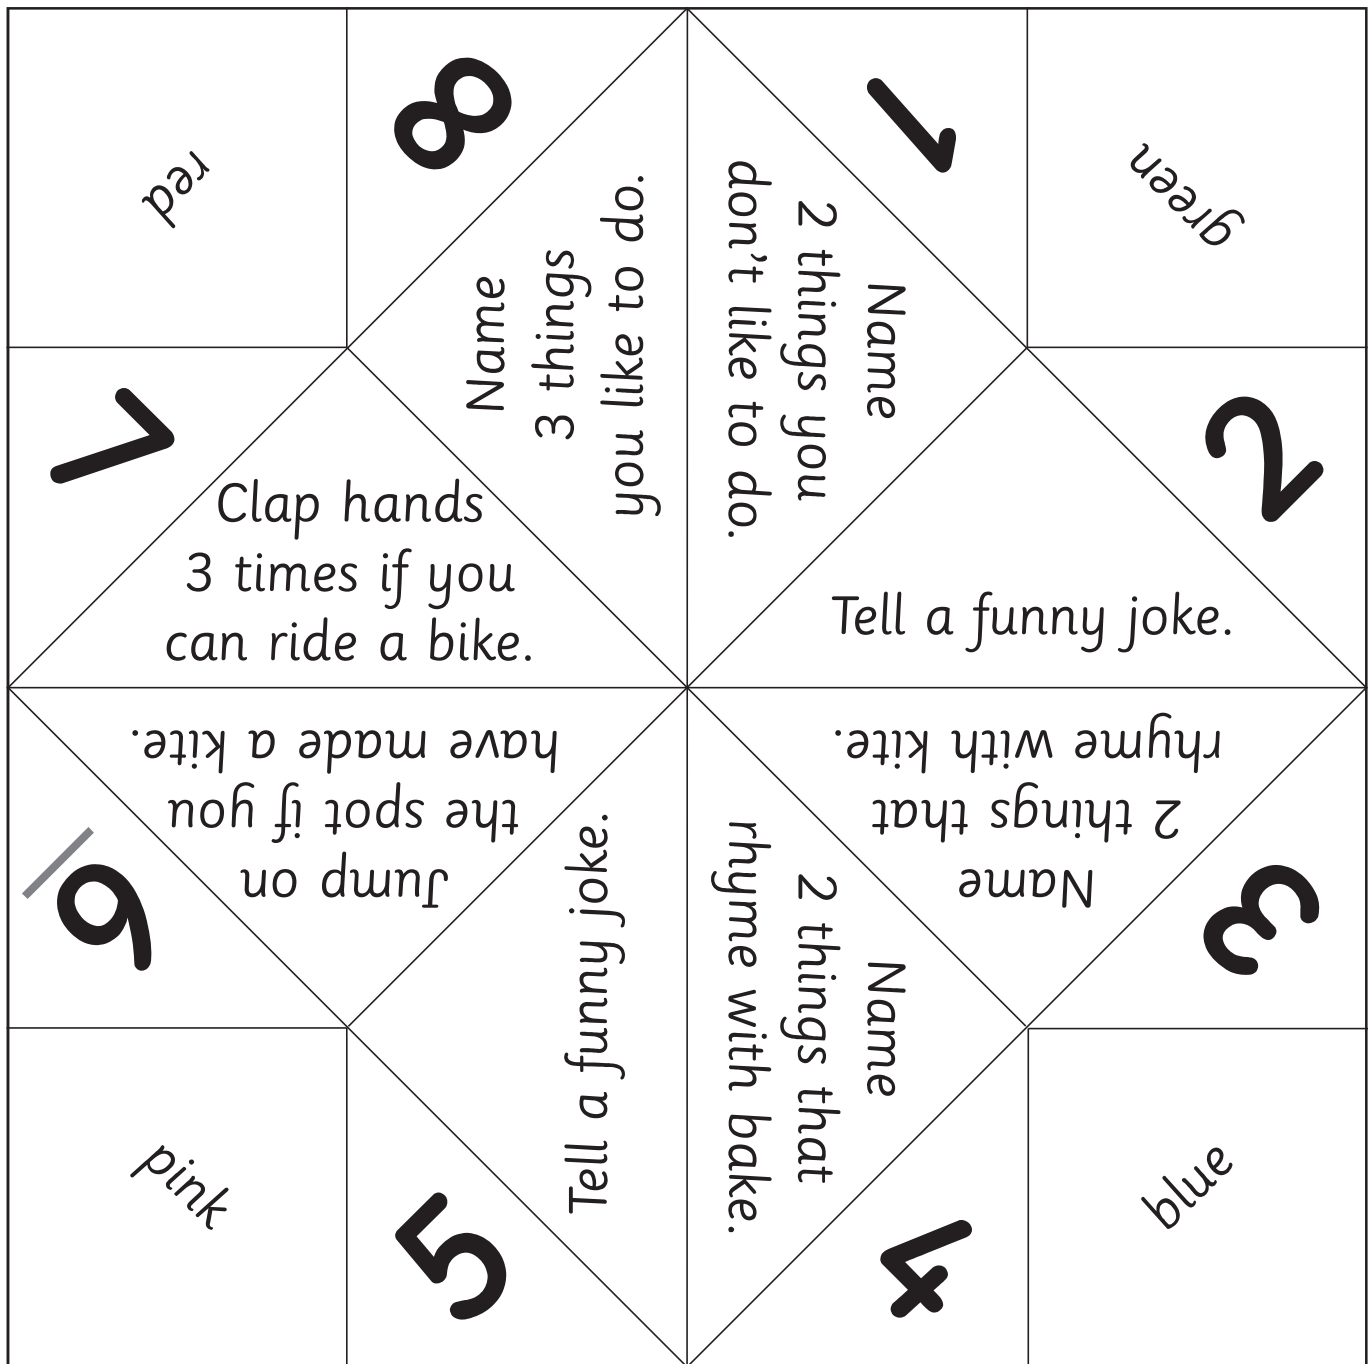 red
8
1
green
Name
3 things
you like to do.
Name
2 things you
don't like to do.
7
2
Clap hands
3 times if you
can ride a bike.
Tell a funny joke.
Jump on
the spot if you
have made a kite.
Name
2 things that
rhyme with kite.
6
3
Tell a funny joke.
Name
2 things that
rhyme with bake.
pink
5
4
blue